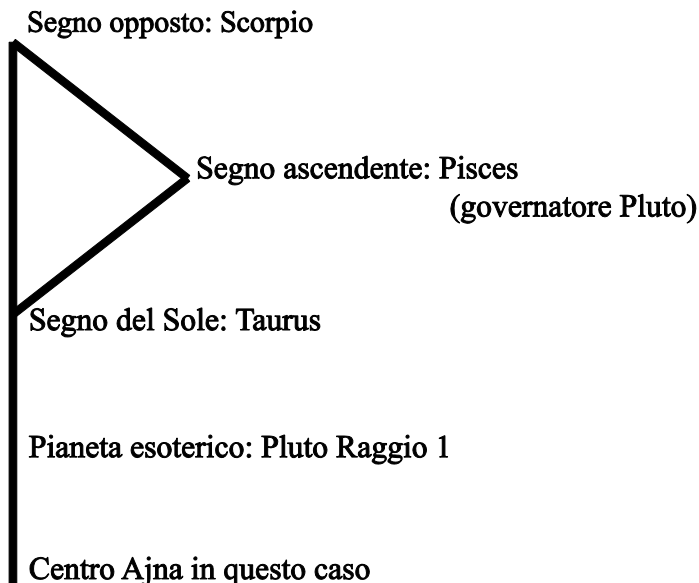 Segno opposto: Scorpio
Segno ascendente: Pisces
(governatore Pluto)
Segno del Sole: Taurus
Pianeta esoterico: Pluto Raggio 1
Centro Ajna in questo caso